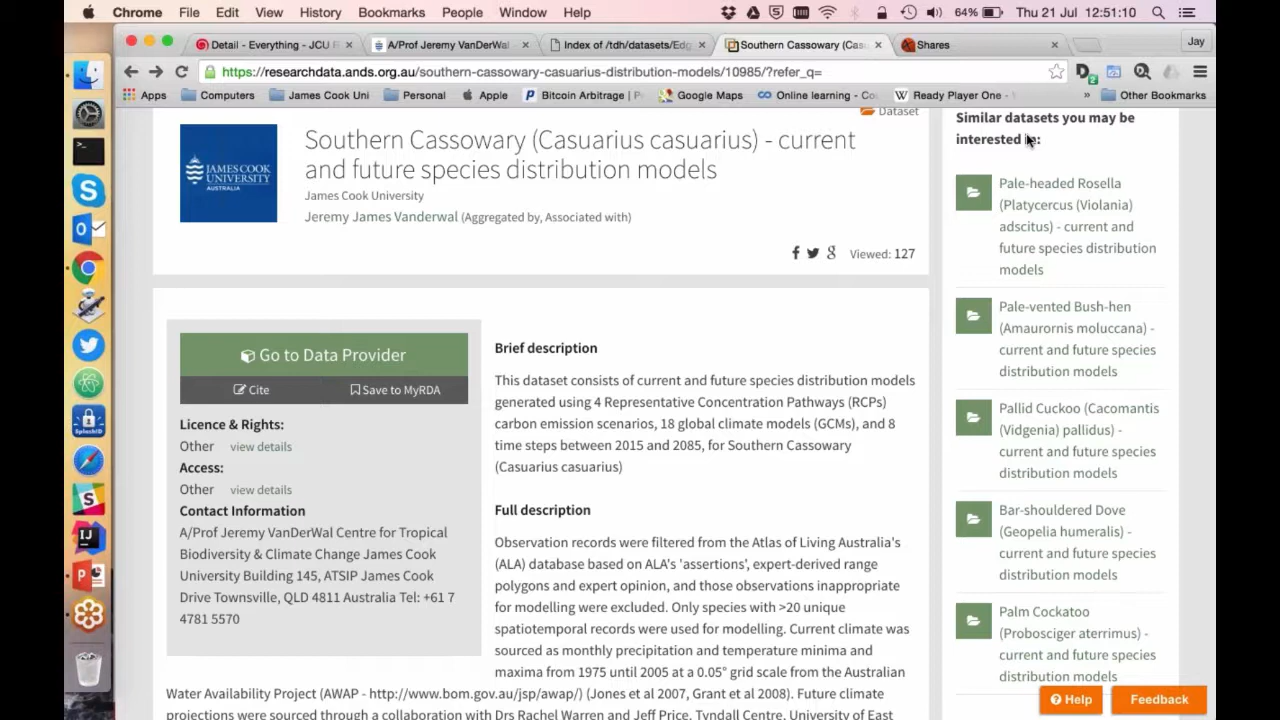 Chrome File Edit View History Bookmarks People Window Help 64% Thu 21 Jul 12:51:10
Detail - Everything - JCU R
A/Prof Jeremy VanDerWal
Index of /tdh/datasets/Edg
Southern Cassowary (Cas
Shares
Jay
https://researchdata.ands.org.au/southern-cassowary-casuarius-distribution-models/10985/?refer_q=
Apps Computers James Cook Uni Personal Apple Bitcoin Arbitrage | P Google Maps Online learning - Co Ready Player One - » Other Bookmarks
Dataset
JAMES COOK
UNIVERSITY
AUSTRALIA
Southern Cassowary (Casuarius casuarius) - current
and future species distribution models
James Cook University
Jeremy James Vanderwal (Aggregated by, Associated with)
Viewed: 127
Go to Data Provider
Cite Save to MyRDA
Licence & Rights:
Other view details
Access:
Other view details
Contact Information
A/Prof Jeremy VanDerWal Centre for Tropical
Biodiversity & Climate Change James Cook
University Building 145, ATSIP James Cook
Drive Townsville, QLD 4811 Australia Tel: +61 7
4781 5570
Brief description
This dataset consists of current and future species distribution models
generated using 4 Representative Concentration Pathways (RCPs)
carbon emission scenarios, 18 global climate models (GCMs), and 8
time steps between 2015 and 2085, for Southern Cassowary
(Casuarius casuarius)
Full description
Observation records were filtered from the Atlas of Living Australia's
(ALA) database based on ALA's 'assertions', expert-derived range
polygons and expert opinion, and those observations inappropriate
for modelling were excluded. Only species with >20 unique
spatiotemporal records were used for modelling. Current climate was
sourced as monthly precipitation and temperature minima and
maxima from 1975 until 2005 at a 0.05° grid scale from the Australian
Water Availability Project (AWAP - http://www.bom.gov.au/jsp/awap/) (Jones et al 2007, Grant et al 2008). Future climate
projections were sourced through a collaboration with Drs Rachel Warren and Jeff Price, Tyndall Centre, University of East
Similar datasets you may be
interested in:
Pale-headed Rosella
(Platycercus (Violania)
adscitus) - current and
future species distribution
models
Pale-vented Bush-hen
(Amaurornis moluccana) -
current and future species
distribution models
Pallid Cuckoo (Cacomantis
(Vidgenia) pallidus) -
current and future species
distribution models
Bar-shouldered Dove
(Geopelia humeralis) -
current and future species
distribution models
Palm Cockatoo
(Probosciger aterrimus) -
current and future species
distribution models
Help Feedback